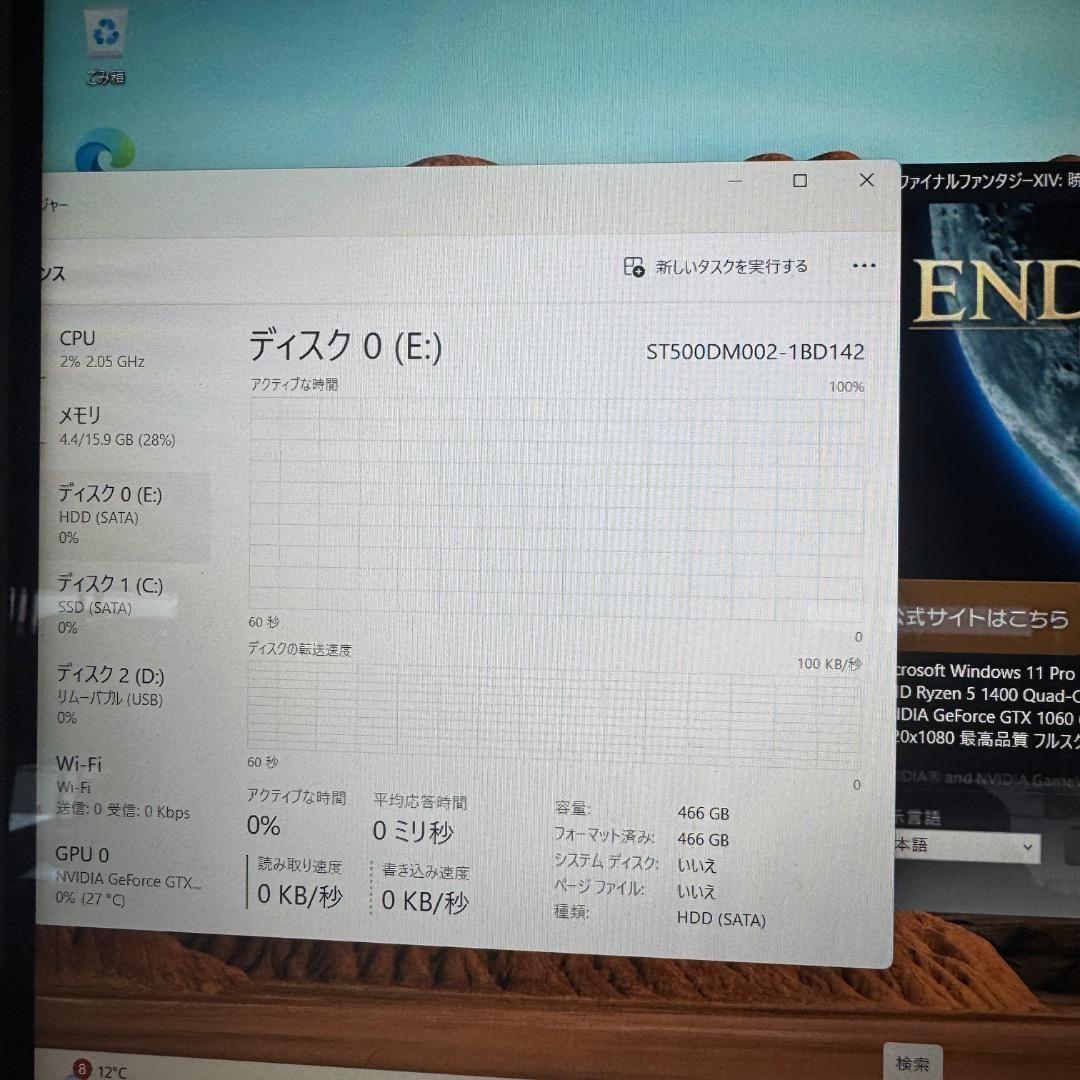 ごみ箱
ジャー
ンス
新しいタスクを実行する
CPU
2% 2.05 GHz
メモリ
4.4/15.9 GB (28%)
ディスク 0 (E:)
HDD (SATA)
0%
ディスク 1 (C:)
SSD (SATA)
0%
ディスク 2 (D:)
リムーバブル (USB)
0%
Wi-Fi
Wi-Fi
送信: 0 受信: 0 Kbps
GPU 0
NVIDIA GeForce GTX...
0% (27 °C)
ディスク 0 (E:)
ST500DM002-1BD142
アクティブな時間
100%
60 秒
0
ディスクの転送速度
100 KB/秒
60 秒
0
アクティブな時間
0%
平均応答時間
0 ミリ秒
読み取り速度
0 KB/秒
書き込み速度
0 KB/秒
容量:
466 GB
フォーマット済み:
466 GB
システム ディスク:
いいえ
ページ ファイル:
いいえ
種類:
HDD (SATA)
ファイナルファンタジーXIV: 暁
END
公式サイトはこちら
crosoft Windows 11 Pro
D Ryzen 5 1400 Quad-C
IDIA GeForce GTX 1060
20x1080 最高品質 フルスク
DIA® and NVIDIA Game
示言語
本語
8
12°C
検索